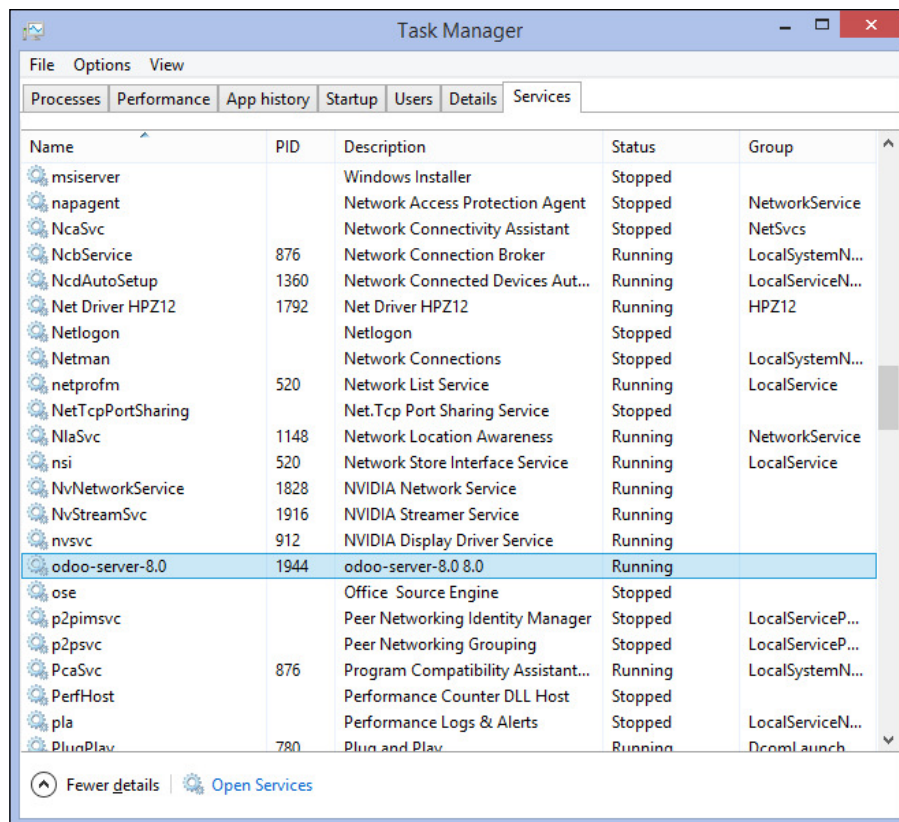 Task Manager
File Options View
Processes Performance App history Startup Users Details Services
Name PID Description Status Group
msiserver Windows Installer Stopped
napagent Network Access Protection Agent Stopped NetworkService
NcaSvc Network Connectivity Assistant Stopped NetSvcs
NcbService 876 Network Connection Broker Running LocalSystemN...
NcdAutoSetup 1360 Network Connected Devices Aut... Running LocalServiceN...
Net Driver HPZ12 1792 Net Driver HPZ12 Running HPZ12
Netlogon Netlogon Stopped
Netman Network Connections Stopped LocalSystemN...
netprofm 520 Network List Service Running LocalService
NetTcpPortSharing Net.Tcp Port Sharing Service Stopped
NlaSvc 1148 Network Location Awareness Running NetworkService
nsi 520 Network Store Interface Service Running LocalService
NvNetworkService 1828 NVIDIA Network Service Running
NvStreamSvc 1916 NVIDIA Streamer Service Running
nvsvc 912 NVIDIA Display Driver Service Running
odoo-server-8.0 1944 odoo-server-8.0 8.0 Running
ose Office Source Engine Stopped
p2pimsvc Peer Networking Identity Manager Stopped LocalServiceP...
p2psvc Peer Networking Grouping Stopped LocalServiceP...
PcaSvc 876 Program Compatibility Assistant... Running LocalSystemN...
PerfHost Performance Counter DLL Host Stopped
pla Performance Logs & Alerts Stopped LocalServiceN...
PlugPlay 780 Plug and Play Running DcomLaunch
Fewer details Open Services